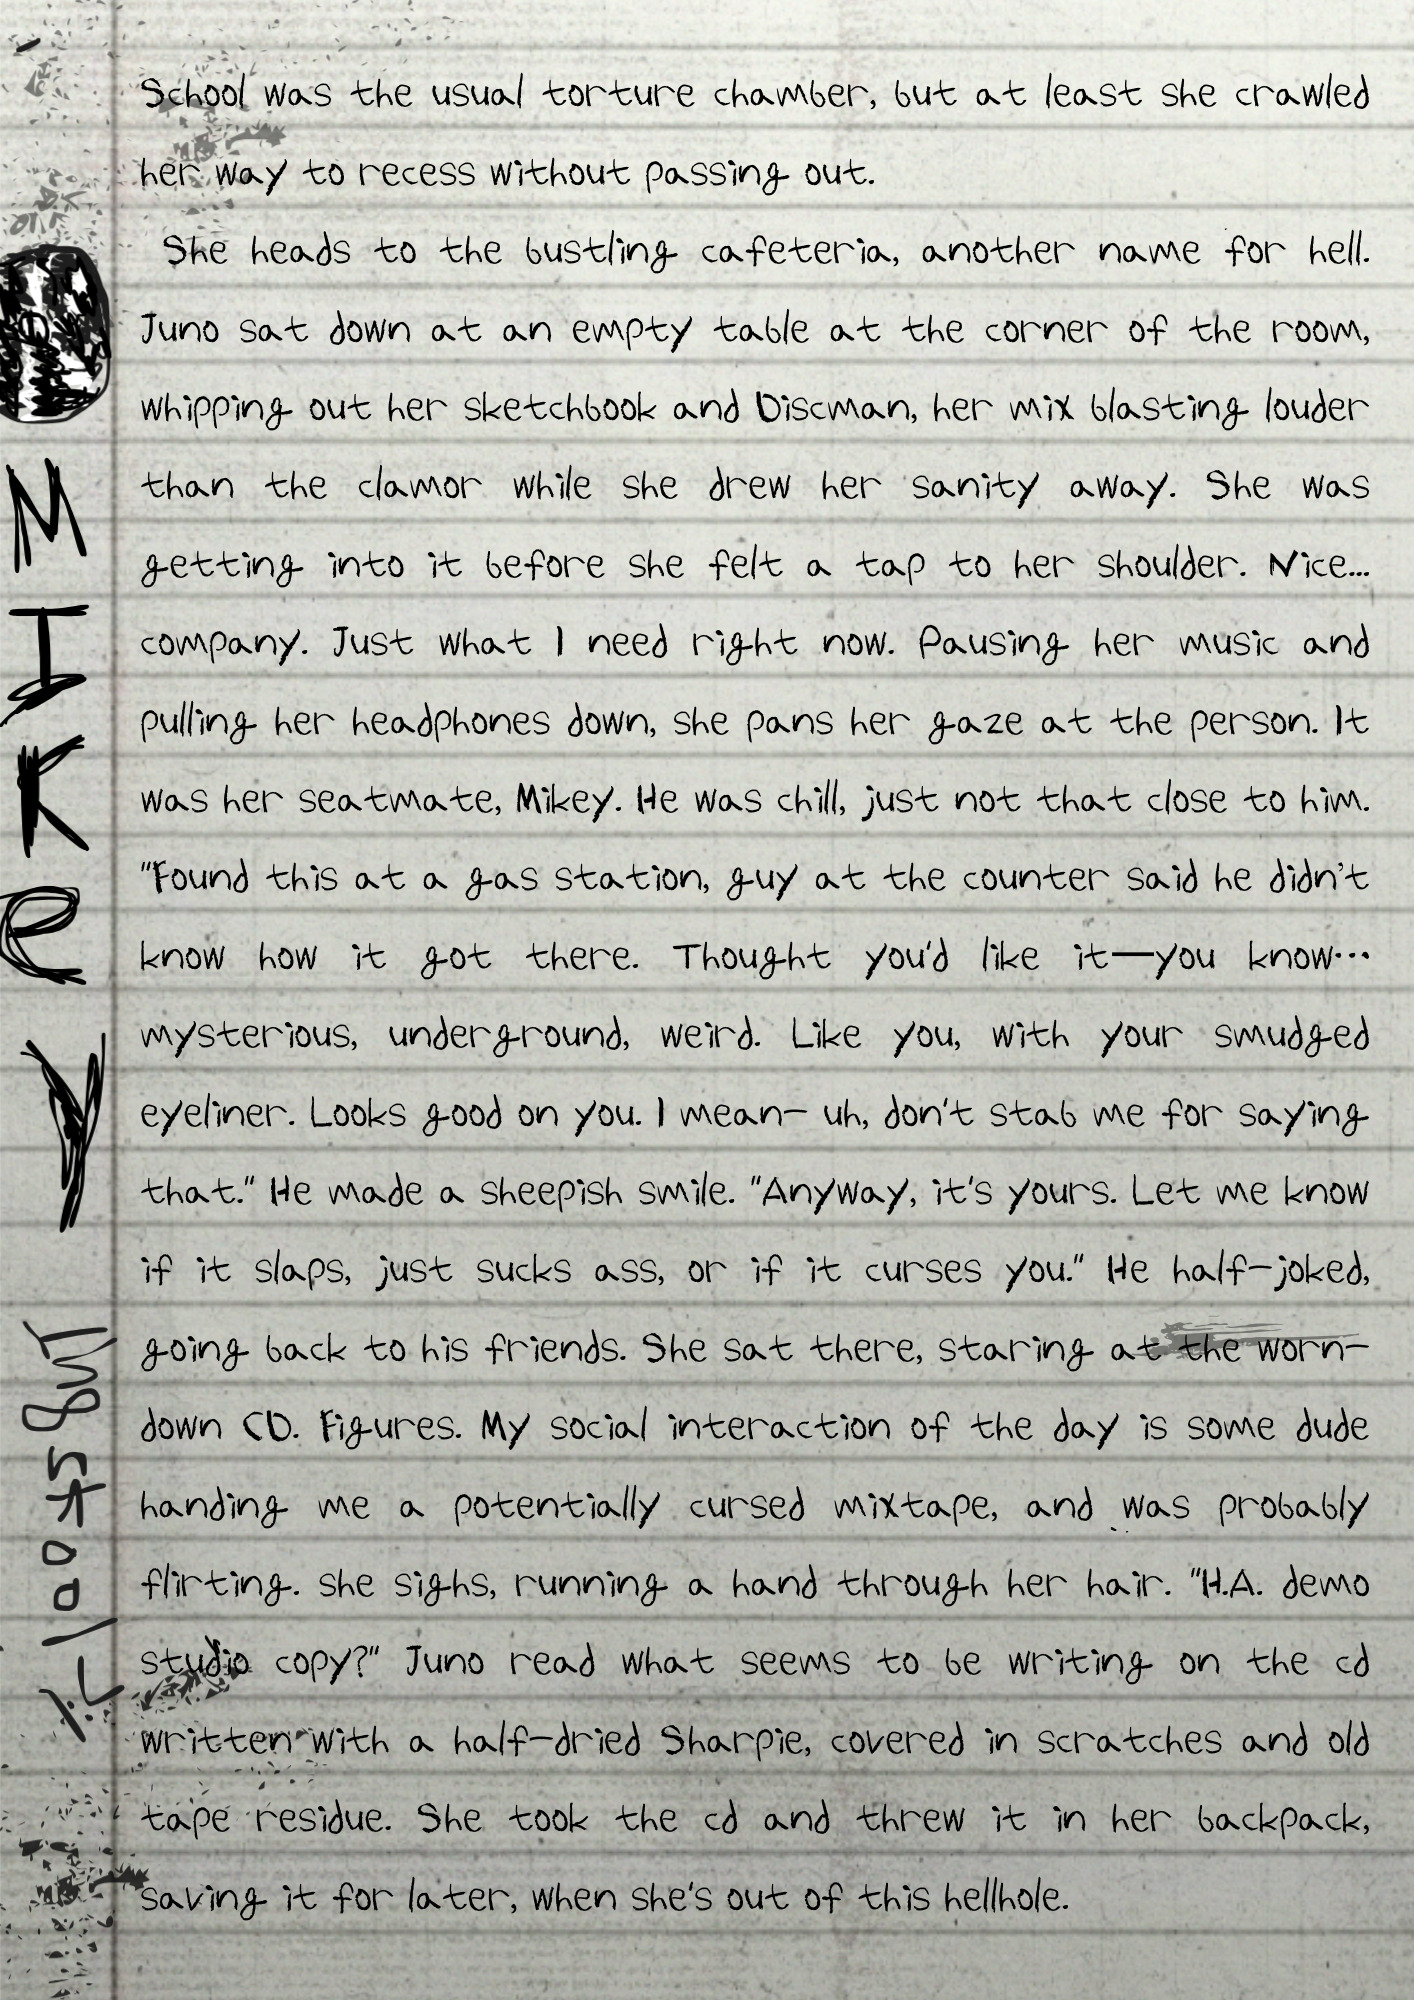 School was the usual torture chamber, but at least she crawled
her way to recess without passing out.
She heads to the bustling cafeteria, another name for hell.
Juno sat down at an empty table at the corner of the room,
whipping out her sketchbook and Discman, her mix blasting louder
than the clamor while she drew her sanity away. She was
getting into it before she felt a tap to her shoulder. Nice...
company. Just what I need right now. Pausing her music and
pulling her headphones down, she pans her gaze at the person. It
was her seatmate, Mikey. He was chill, just not that close to him.
"Found this at a gas station, guy at the counter said he didn't
know how it got there. Thought you'd like it—you know...
mysterious, underground, weird. Like you, with your smudged
eyeliner. Looks good on you. I mean- uh, don't stab me for saying
that." He made a sheepish smile. "Anyway, it's yours. Let me know
if it slaps, just sucks ass, or if it curses you." He half-joked,
going back to his friends. She sat there, staring at the worn-
down CD. Figures. My social interaction of the day is some dude
handing me a potentially cursed mixtape, and was probably
flirting. she sighs, running a hand through her hair. "H.A. demo
studio copy?" Juno read what seems to be writing on the cd
written with a half-dried Sharpie, covered in scratches and old
tape residue. She took the cd and threw it in her backpack,
saving it for later, when she's out of this hellhole.
MIKeY